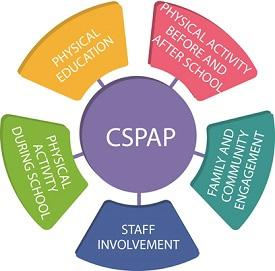 PHYSICAL
EDUCATION
PHYSICAL ACTIVITY
BEFORE AND
AFTER SCHOOL
CSPAP
PHYSICAL
ACTIVITY
DURING SCHOOL
FAMILY AND
COMMUNITY
ENGAGEMENT
STAFF
INVOLVEMENT